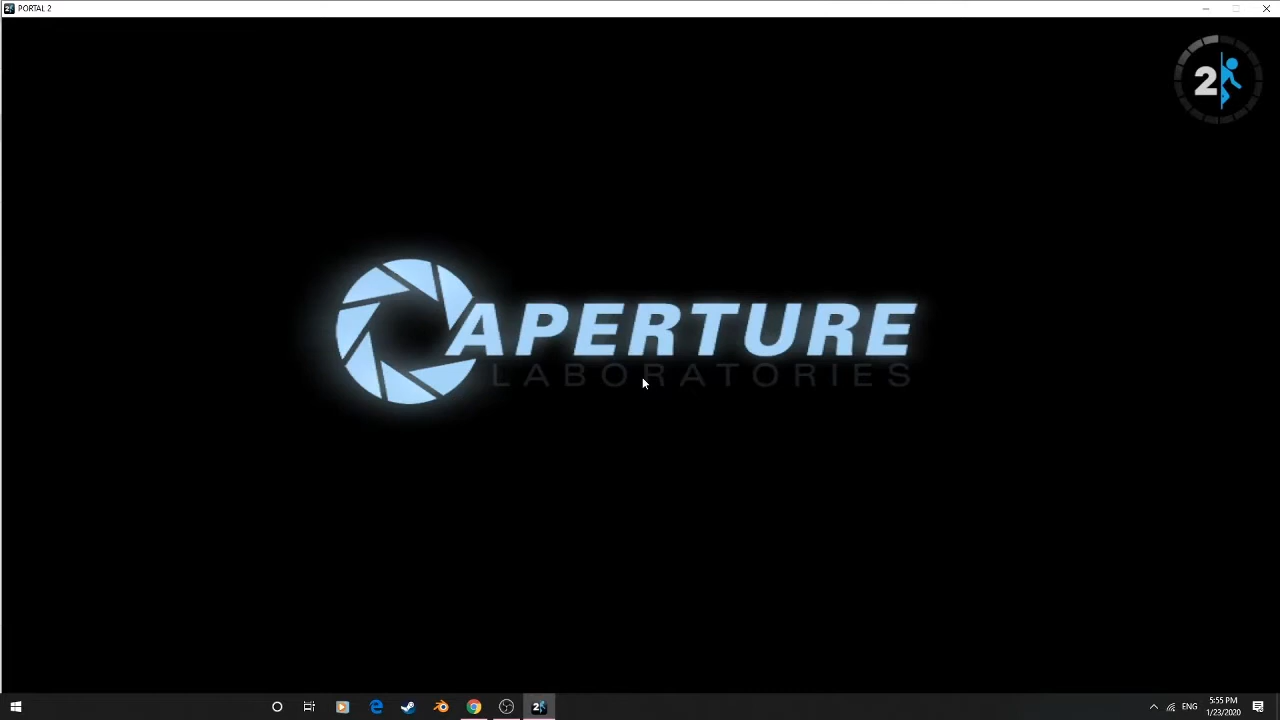 PORTAL 2
2
APERTURE
LABORATORIES
ENG
5:55 PM
1/23/2020